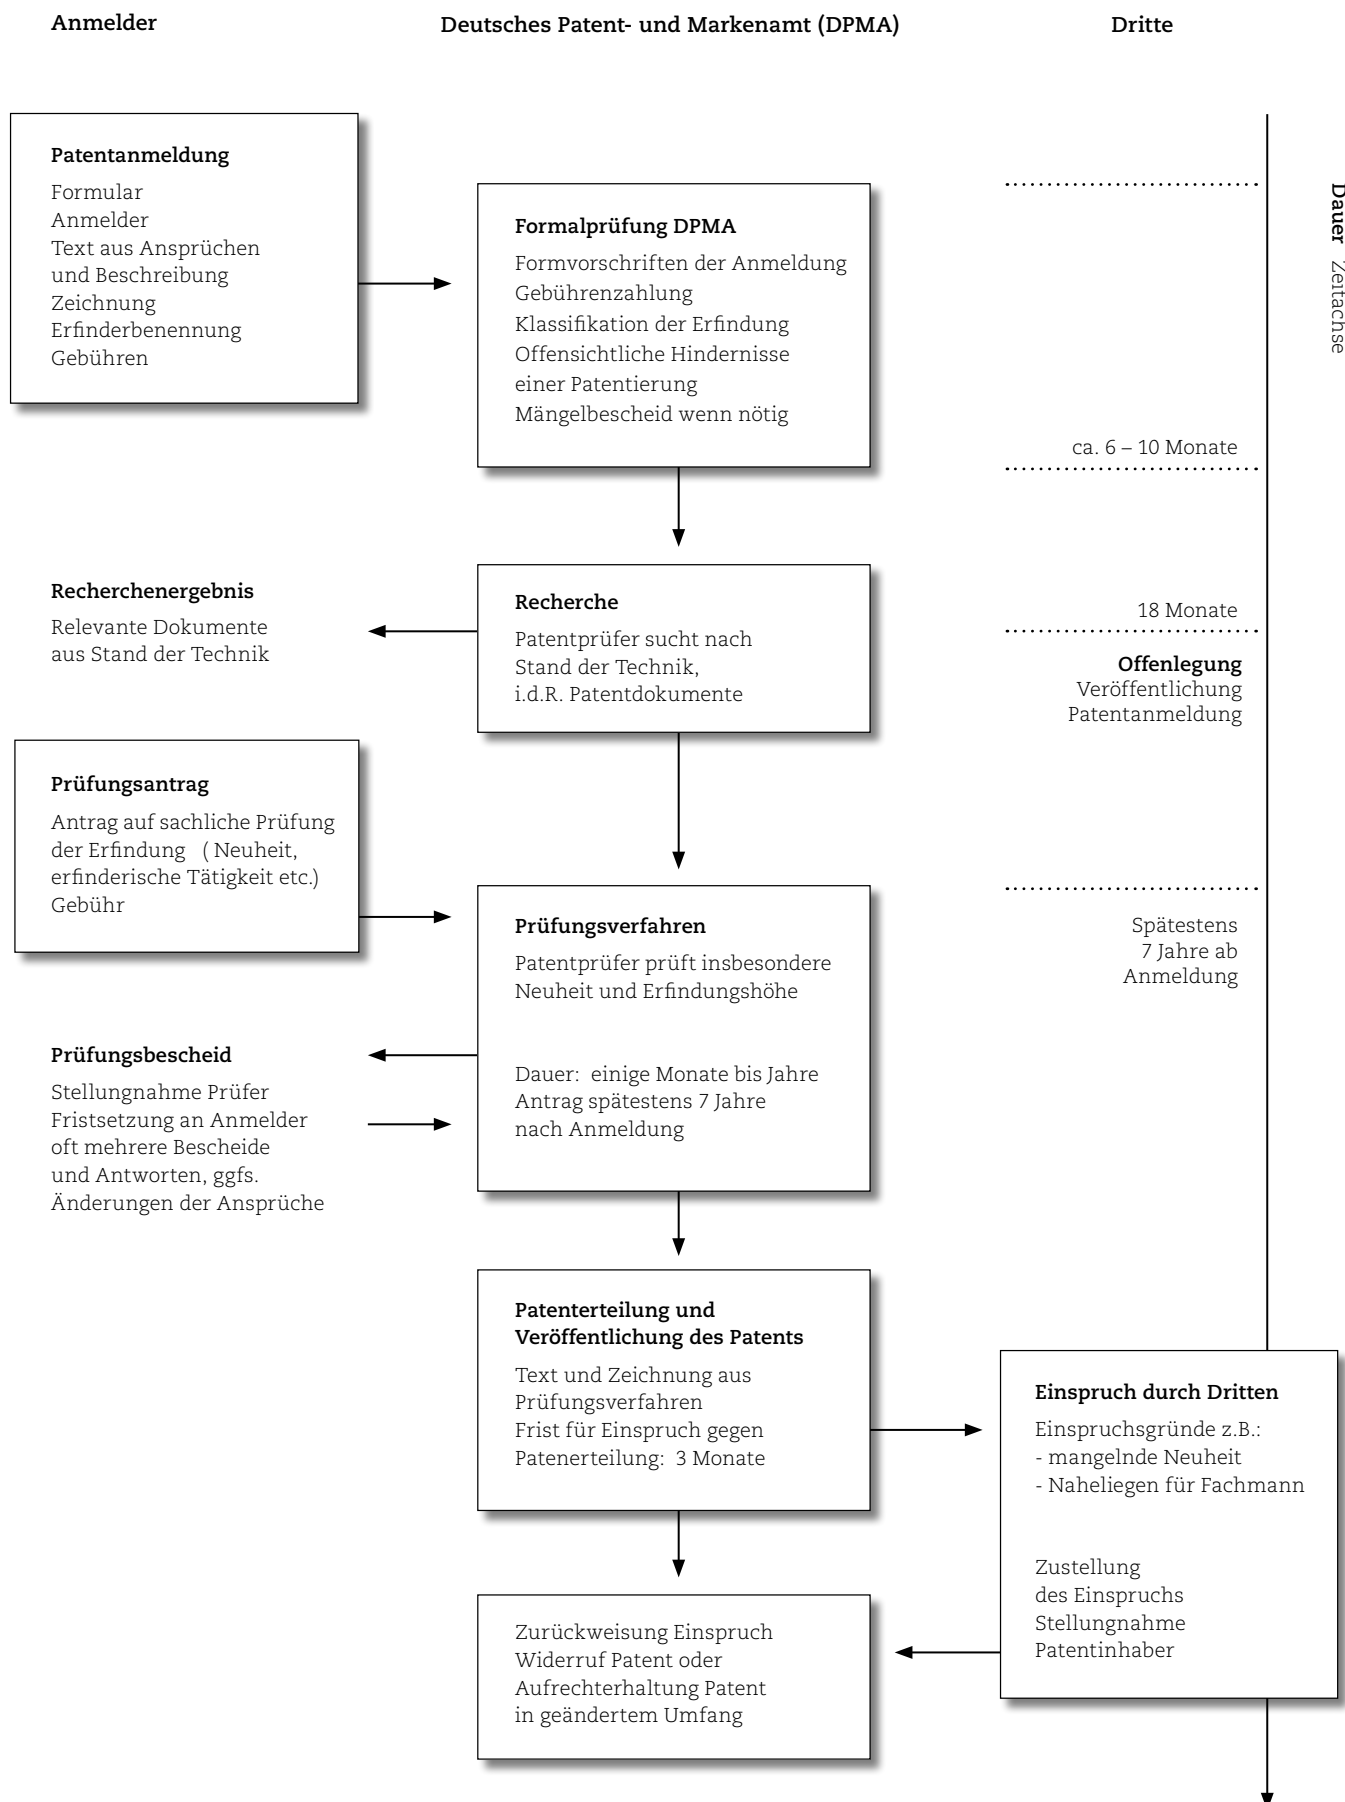 Anmelder
Deutsches Patent- und Markenamt (DPMA)
Dritte
Dauer Zeitachse
Patentanmeldung
Formular
Anmelder
Text aus Ansprüchen
und Beschreibung
Zeichnung
Erfinderbenennung
Gebühren
Formalprüfung DPMA
Formvorschriften der Anmeldung
Gebührenzahlung
Klassifikation der Erfindung
Offensichtliche Hindernisse
einer Patentierung
Mängelbescheid wenn nötig
ca. 6 – 10 Monate
Recherchenergebnis
Relevante Dokumente
aus Stand der Technik
Recherche
Patentprüfer sucht nach
Stand der Technik,
i.d.R. Patentdokumente
18 Monate
Offenlegung
Veröffentlichung
Patentanmeldung
Prüfungsantrag
Antrag auf sachliche Prüfung
der Erfindung ( Neuheit,
erfinderische Tätigkeit etc.)
Gebühr
Prüfungsverfahren
Patentprüfer prüft insbesondere
Neuheit und Erfindungshöhe
Dauer: einige Monate bis Jahre
Antrag spätestens 7 Jahre
nach Anmeldung
Spätestens
7 Jahre ab
Anmeldung
Prüfungsbescheid
Stellungnahme Prüfer
Fristsetzung an Anmelder
oft mehrere Bescheide
und Antworten, ggfs.
Änderungen der Ansprüche
Patenterteilung und
Veröffentlichung des Patents
Text und Zeichnung aus
Prüfungsverfahren
Frist für Einspruch gegen
Patenerteilung: 3 Monate
Einspruch durch Dritten
Einspruchsgründe z.B.:
- mangelnde Neuheit
- Naheliegen für Fachmann
Zustellung
des Einspruchs
Stellungnahme
Patentinhaber
Zurückweisung Einspruch
Widerruf Patent oder
Aufrechterhaltung Patent
in geändertem Umfang